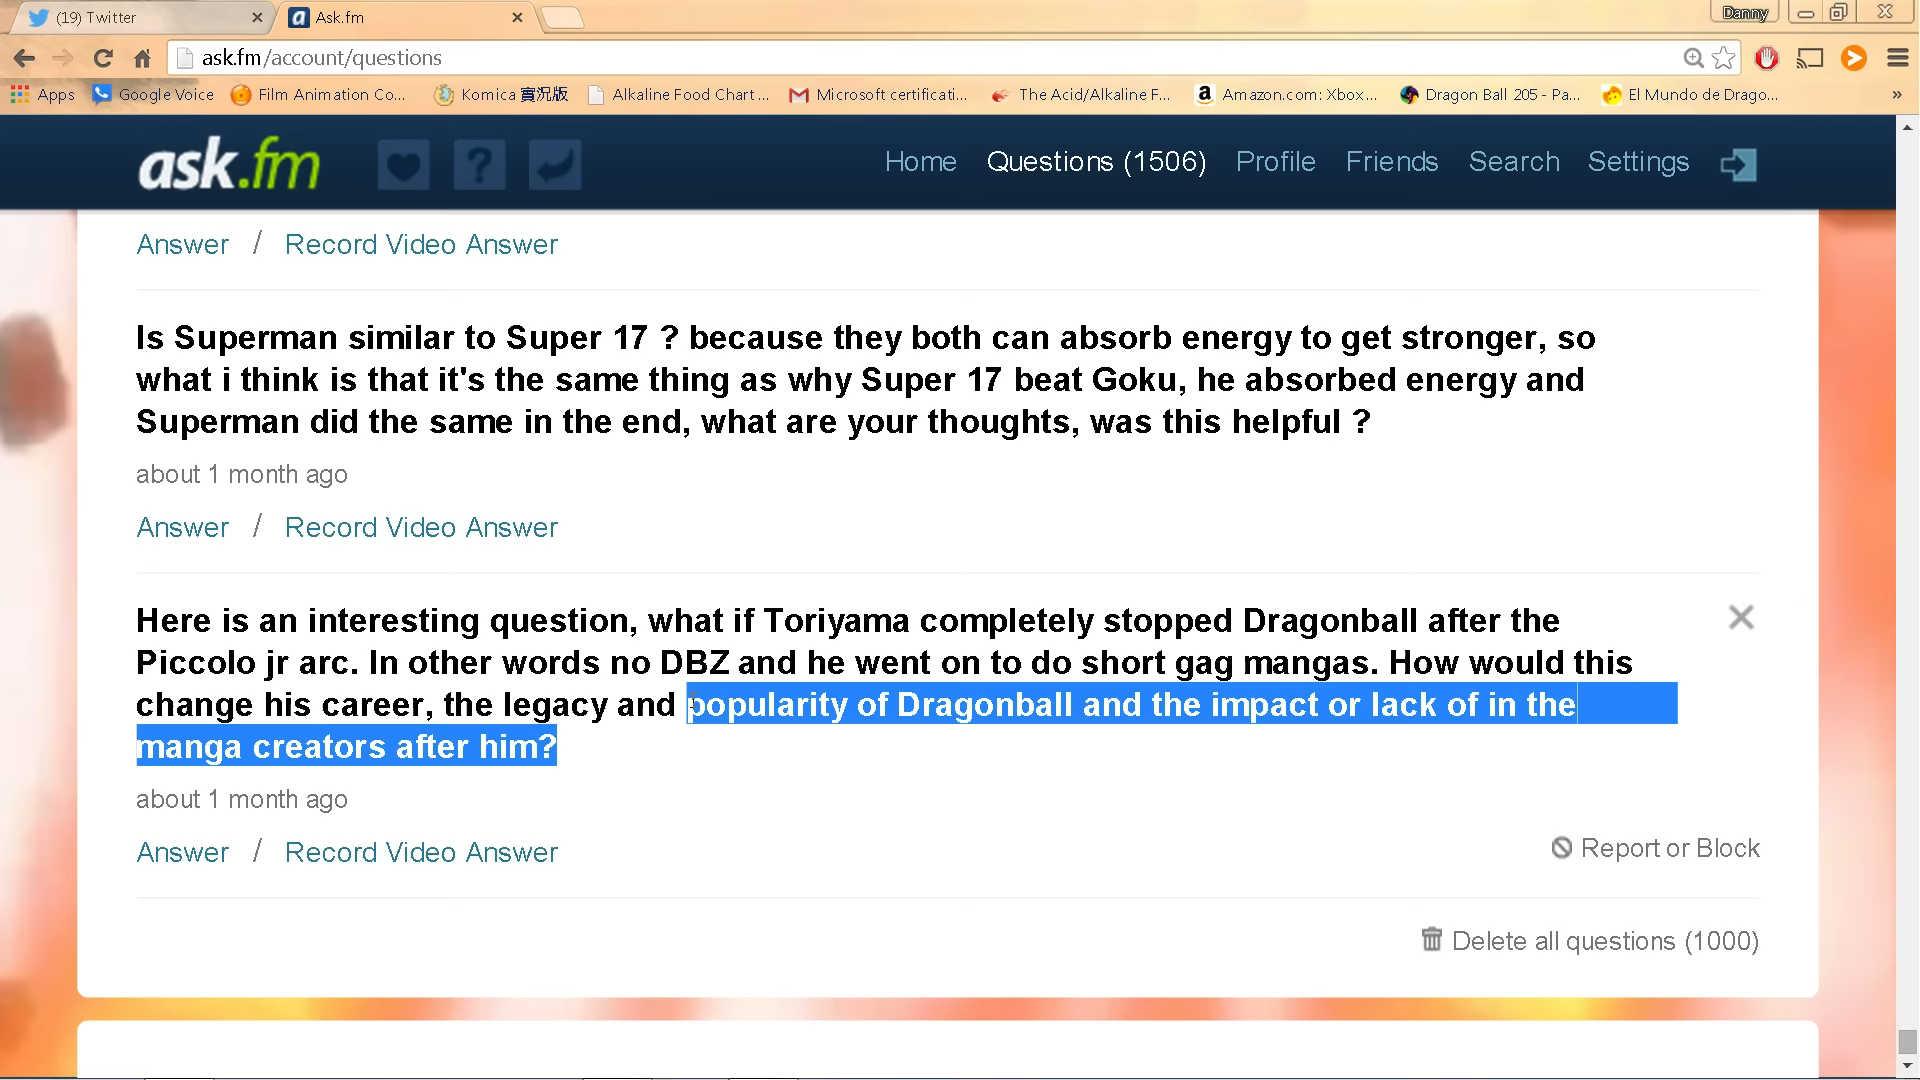 (19) Twitter
Ask.fm
Danny
ask.fm/account/questions
Apps Google Voice Film Animation Co... Komica 實況版 Alkaline Food Chart ... Microsoft certificati... The Acid/Alkaline F... Amazon.com: Xbox... Dragon Ball 205 - Pa... El Mundo de Drago... »
ask.fm
Home Questions (1506) Profile Friends Search Settings
Answer / Record Video Answer
Is Superman similar to Super 17 ? because they both can absorb energy to get stronger, so
what i think is that it's the same thing as why Super 17 beat Goku, he absorbed energy and
Superman did the same in the end, what are your thoughts, was this helpful ?
about 1 month ago
Answer / Record Video Answer
Here is an interesting question, what if Toriyama completely stopped Dragonball after the
Piccolo jr arc. In other words no DBZ and he went on to do short gag mangas. How would this
change his career, the legacy and popularity of Dragonball and the impact or lack of in the
manga creators after him?
about 1 month ago
Answer / Record Video Answer
Report or Block
Delete all questions (1000)